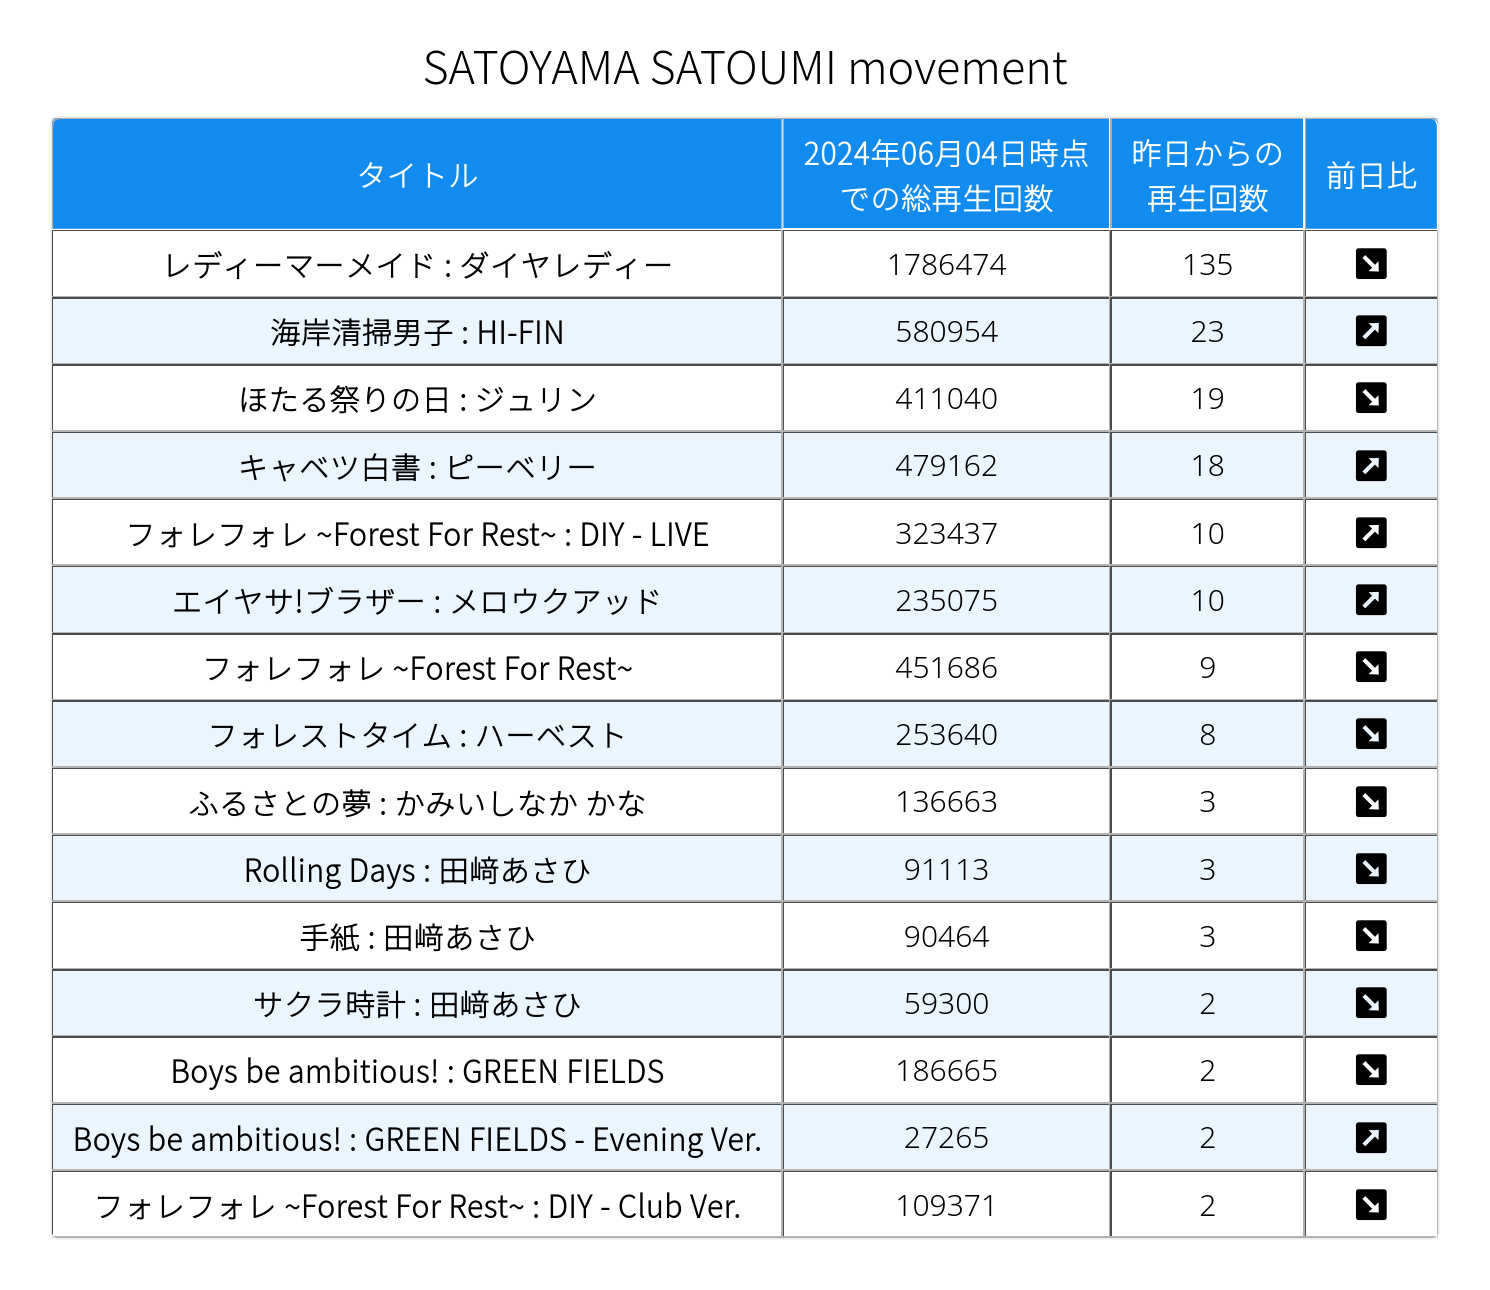 SATOYAMA SATOUMI movement
タイトル 2024年06月04日時点での総再生回数 昨日からの再生回数 前日比
レディーマーメイド : ダイヤレディー 1786474 135 ↘
海岸清掃男子 : HI-FIN 580954 23 ↗
ほたる祭りの日 : ジュリン 411040 19 ↘
キャベツ白書 : ピーベリー 479162 18 ↗
フォレフォレ ~Forest For Rest~ : DIY - LIVE 323437 10 ↗
エイヤサ!ブラザー : メロウクアッド 235075 10 ↗
フォレフォレ ~Forest For Rest~ 451686 9 ↘
フォレストタイム : ハーベスト 253640 8 ↘
ふるさとの夢 : かみいしなか かな 136663 3 ↘
Rolling Days : 田﨑あさひ 91113 3 ↘
手紙 : 田﨑あさひ 90464 3 ↘
サクラ時計 : 田﨑あさひ 59300 2 ↘
Boys be ambitious! : GREEN FIELDS 186665 2 ↘
Boys be ambitious! : GREEN FIELDS - Evening Ver. 27265 2 ↗
フォレフォレ ~Forest For Rest~ : DIY - Club Ver. 109371 2 ↘